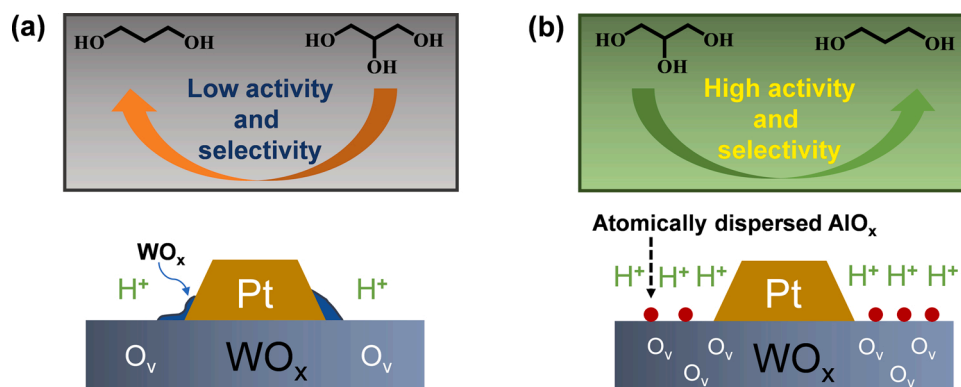 (a)
HO
OH
HO
OH
OH
Low activity
and
selectivity
WOₓ
H⁺
Pt
H⁺
Oᵥ
WOₓ
Oᵥ
(b)
HO
OH
OH
HO
OH
High activity
and
selectivity
Atomically dispersed AlOₓ
H⁺ H⁺ H⁺
Pt
H⁺ H⁺ H⁺
Oᵥ
Oᵥ
Oᵥ
WOₓ
Oᵥ
Oᵥ
Oᵥ